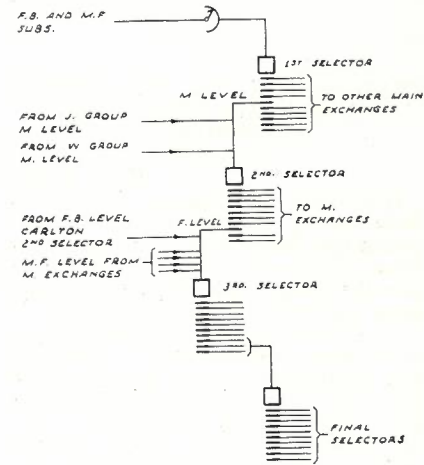 F.B. AND M.F
SUBS.
1ST SELECTOR
M LEVEL
TO OTHER MAIN
EXCHANGES
FROM J. GROUP
M LEVEL
FROM W GROUP
M. LEVEL
2ND. SELECTOR
TO M.
EXCHANGES
F. LEVEL
FROM F.B. LEVEL
CARLTON
2ND SELECTOR
M.F. LEVEL FROM
M EXCHANGES
3RD. SELECTOR
FINAL
SELECTORS